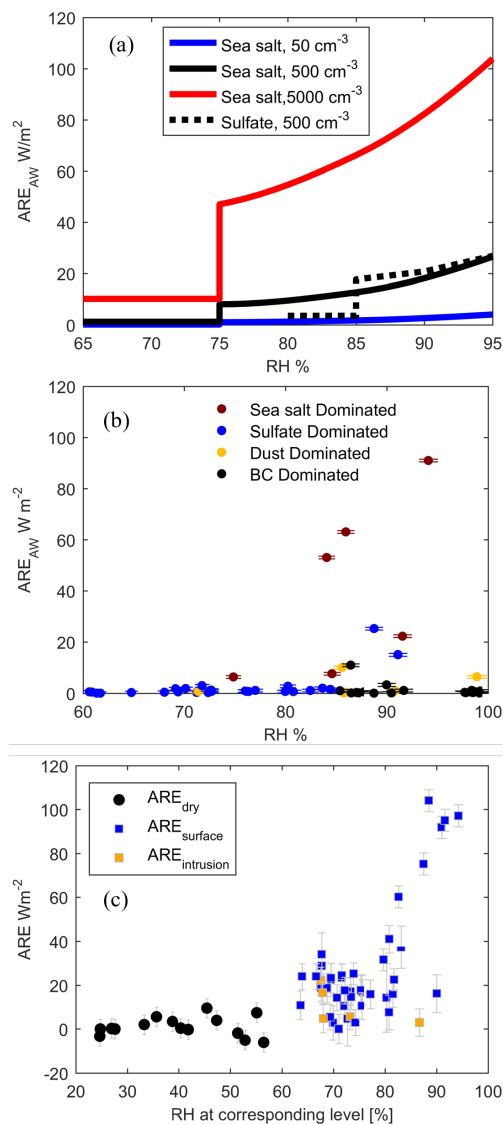 (a)
Sea salt, 50 cm-3
Sea salt, 500 cm-3
Sea salt,5000 cm-3
Sulfate, 500 cm-3
ARE_AW W/m2
120
100
80
60
40
20
0
65 70 75 80 85 90 95
RH %
(b)
Sea salt Dominated
Sulfate Dominated
Dust Dominated
BC Dominated
ARE_AW W m-2
120
100
80
60
40
20
0
60 70 80 90 100
RH %
ARE_dry
ARE_surface
ARE_intrusion
(c)
ARE Wm-2
120
100
80
60
40
20
0
-20
20 30 40 50 60 70 80 90 100
RH at corresponding level [%]